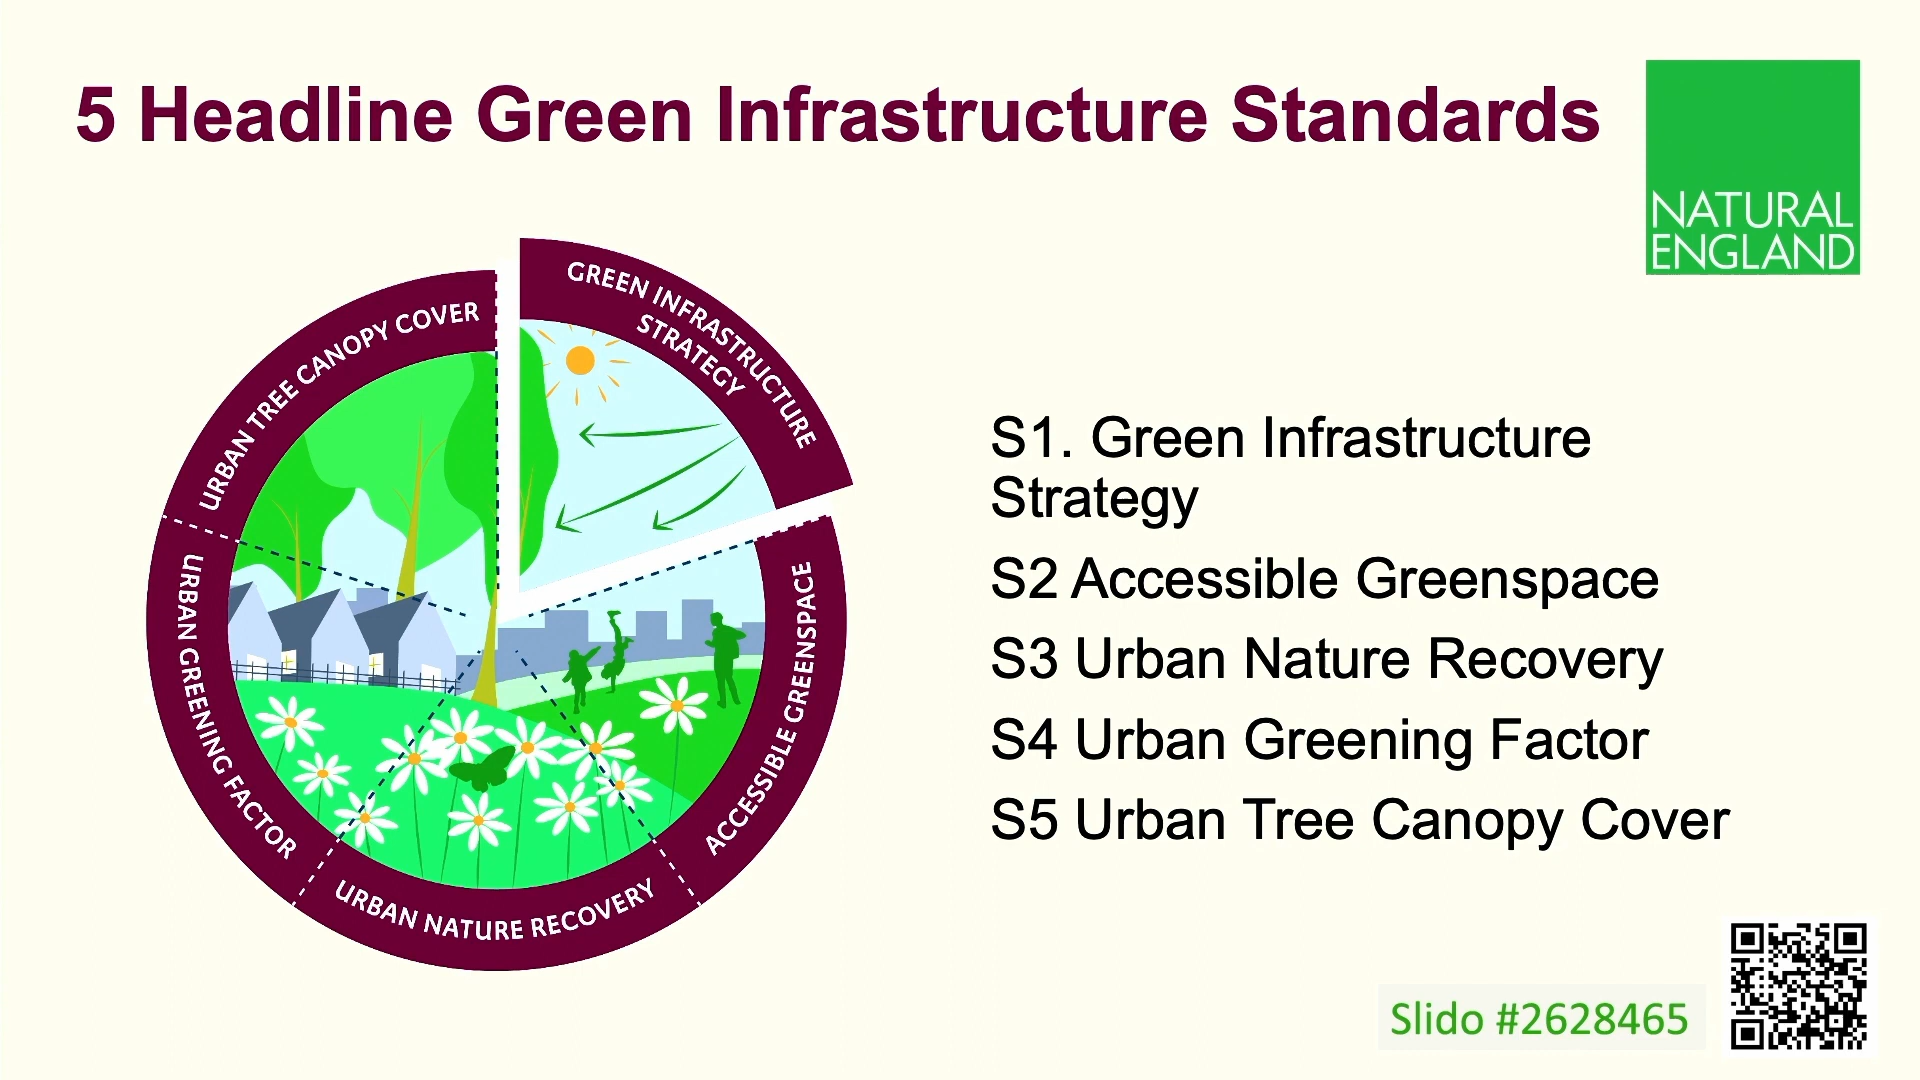 5 Headline Green Infrastructure Standards
NATURAL
ENGLAND
GREEN INFRASTRUCTURE
STRATEGY
URBAN TREE CANOPY COVER
URBAN GREENING FACTOR
ACCESSIBLE GREENSPACE
URBAN NATURE RECOVERY
S1. Green Infrastructure
Strategy
S2 Accessible Greenspace
S3 Urban Nature Recovery
S4 Urban Greening Factor
S5 Urban Tree Canopy Cover
Slido #2628465